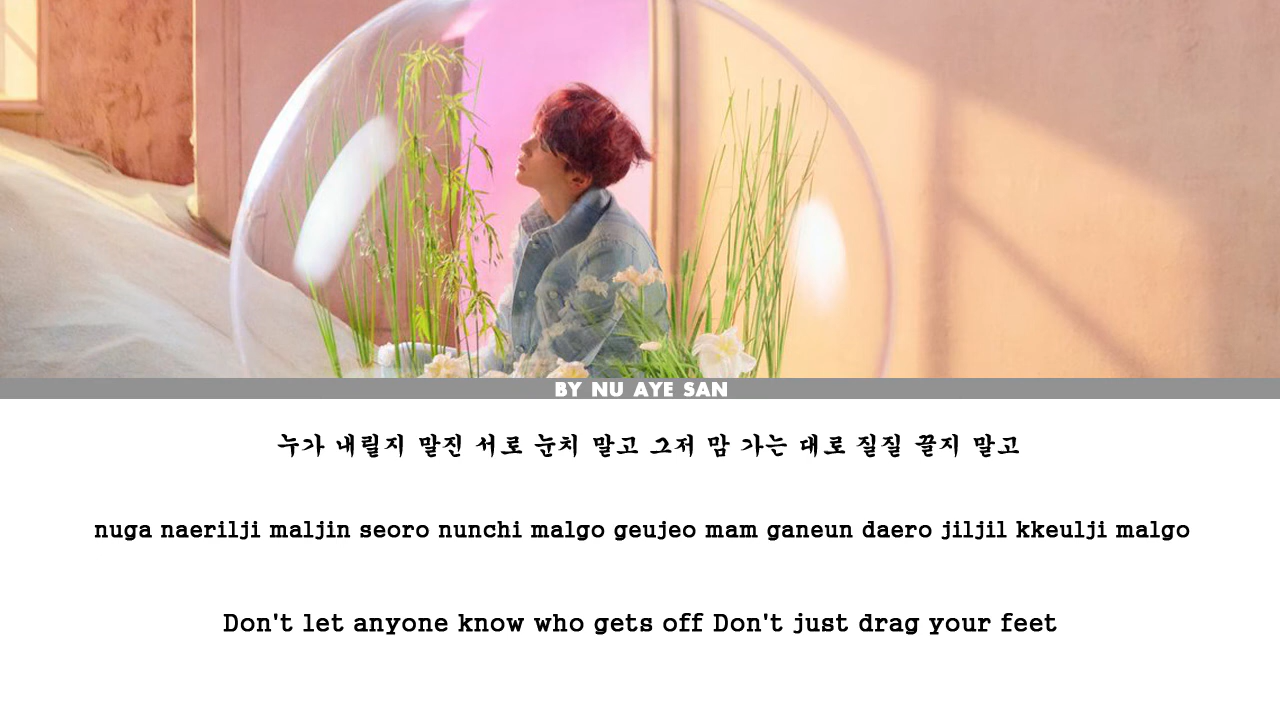 BY NU AYE SAN
누가 내릴지 말진 서로 눈치 말고 그저 맘 가는 대로 질질 끌지 말고
nuga naerilji maljin seoro nunchi malgo geujeo mam ganeun daero jiljil kkeulji malgo
Don't let anyone know who gets off Don't just drag your feet